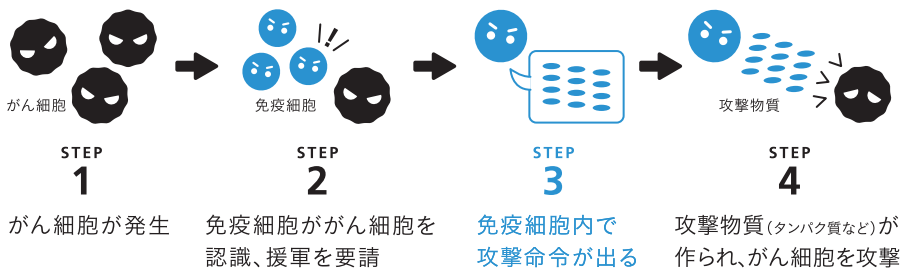 がん細胞
免疫細胞
!!
攻撃物質
STEP
1
がん細胞が発生
STEP
2
免疫細胞ががん細胞を
認識、援軍を要請
STEP
3
免疫細胞内で
攻撃命令が出る
STEP
4
攻撃物質(タンパク質など)が
作られ、がん細胞を攻撃